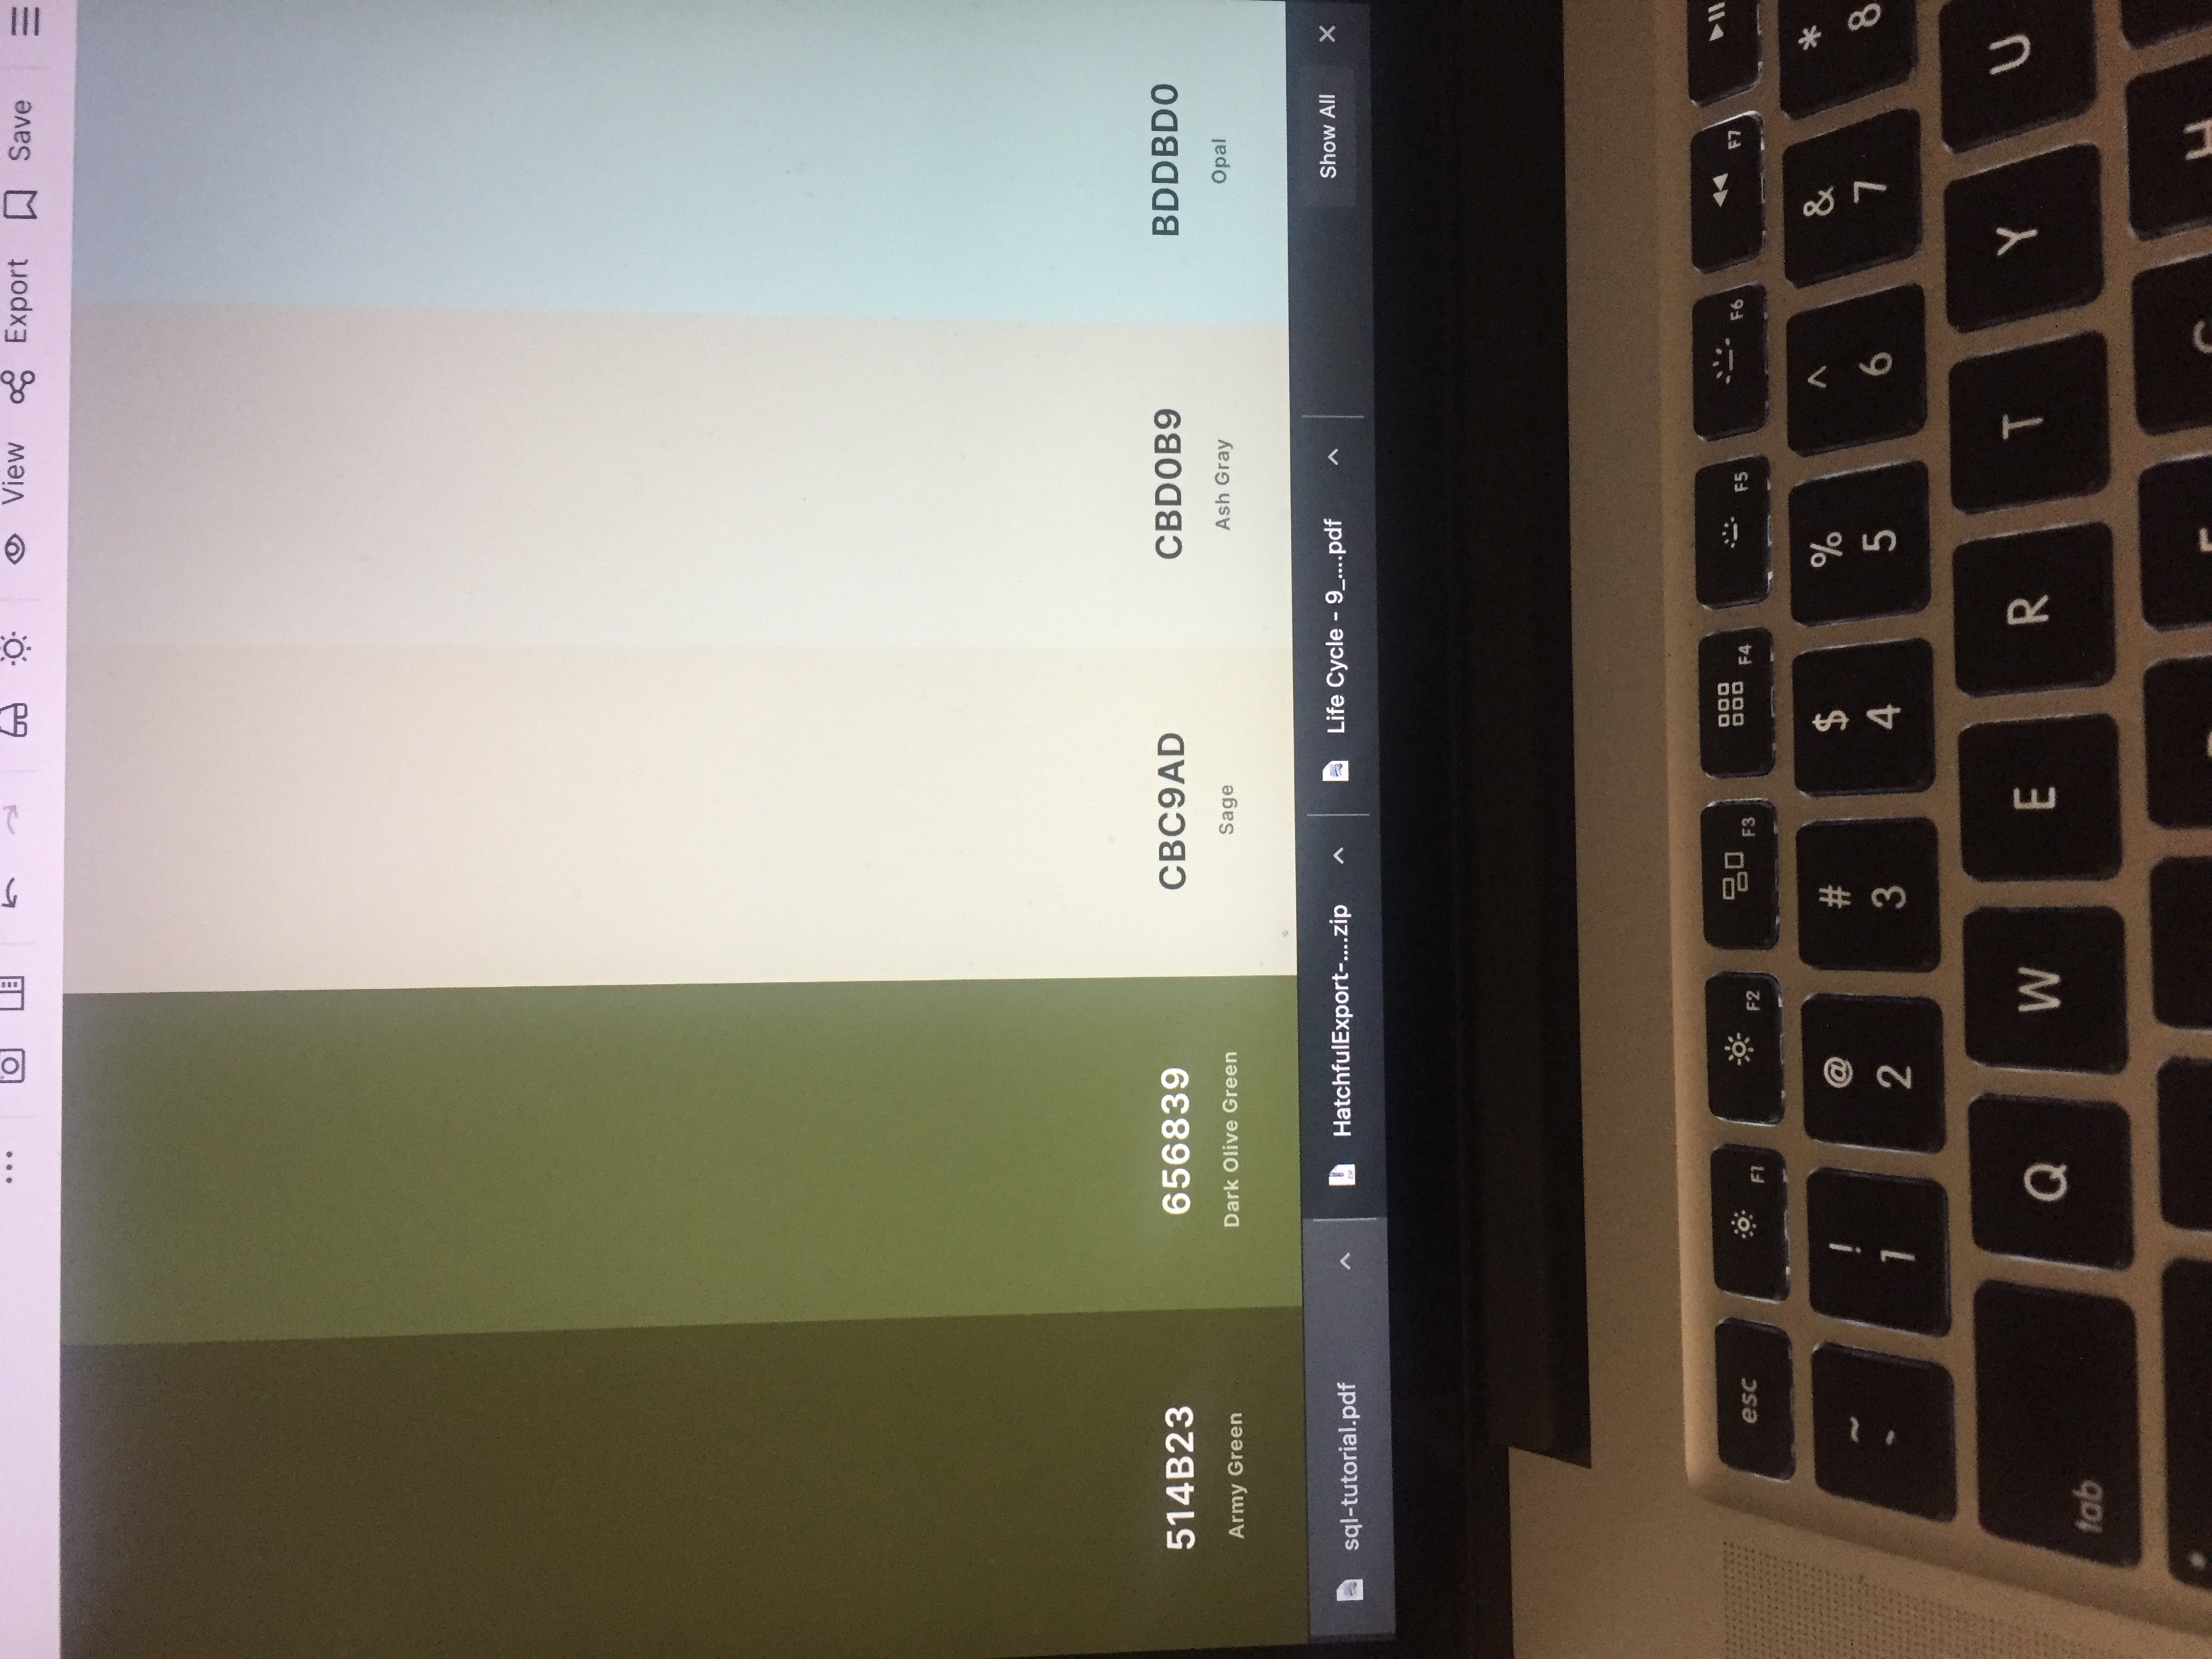 View Export Save
514B23 656839 CBC9AD CBD0B9 BDDBD0
Army Green Dark Olive Green Sage Ash Gray Opal
sql-tutorial.pdf HatchfulExport-....zip Life Cycle - 9_....pdf Show All
esc F1 F2 F3 F4 F5 F6 F7
~ ! @ # $ % ^ & *
` 1 2 3 4 5 6 7 8
Q W E R T Y U
tab